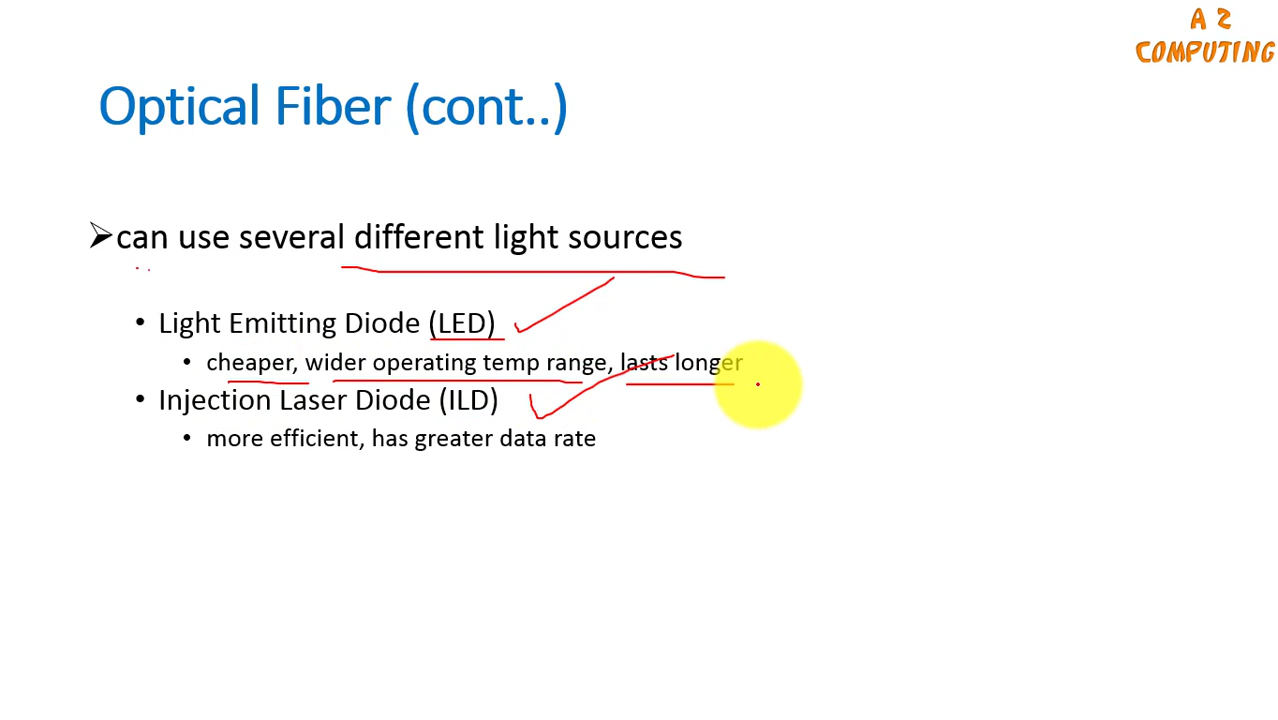 A Z
COMPUTING
Optical Fiber (cont..)
➢can use several different light sources
• Light Emitting Diode (LED)
• cheaper, wider operating temp range, lasts longer
• Injection Laser Diode (ILD)
• more efficient, has greater data rate